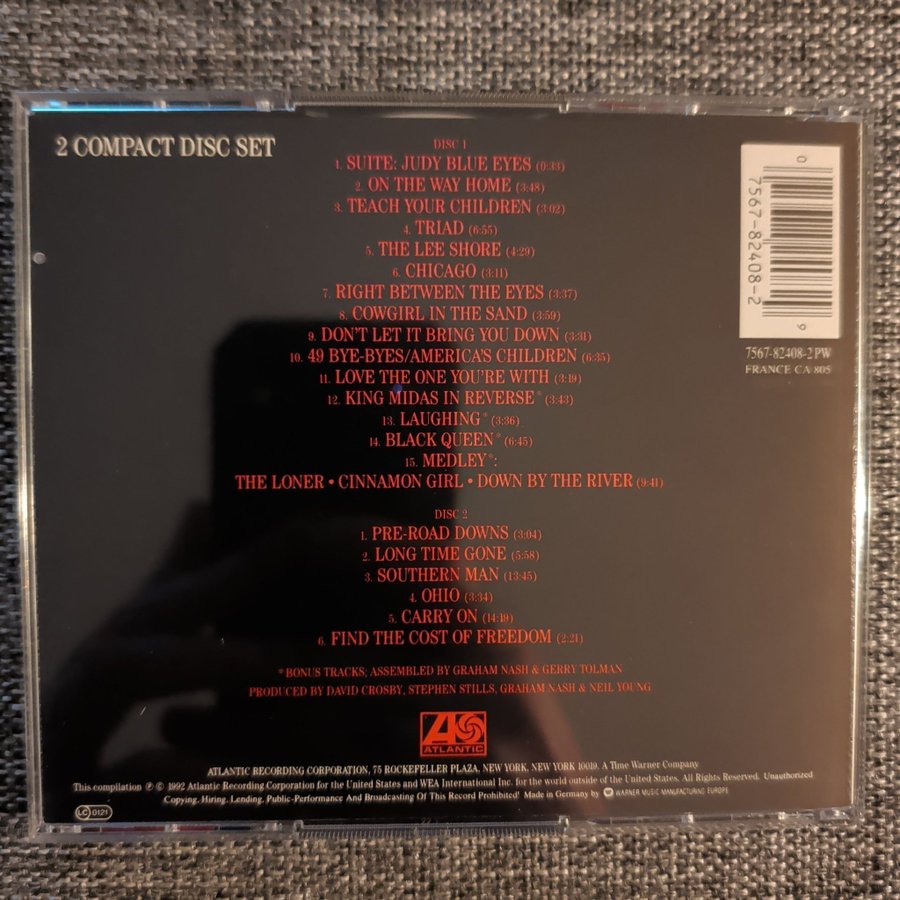 2 COMPACT DISC SET
DISC 1
1. SUITE: JUDY BLUE EYES (0:33)
2. ON THE WAY HOME (3:48)
3. TEACH YOUR CHILDREN (3:02)
4. TRIAD (6:55)
5. THE LEE SHORE (4:29)
6. CHICAGO (3:11)
7. RIGHT BETWEEN THE EYES (3:37)
8. COWGIRL IN THE SAND (3:59)
9. DON'T LET IT BRING YOU DOWN (3:31)
10. 49 BYE-BYES/AMERICA'S CHILDREN (6:35)
11. LOVE THE ONE YOU'RE WITH (3:19)
12. KING MIDAS IN REVERSE* (3:43)
13. LAUGHING* (3:36)
14. BLACK QUEEN* (6:45)
15. MEDLEY*:
THE LONER • CINNAMON GIRL • DOWN BY THE RIVER (9:41)
DISC 2
1. PRE-ROAD DOWNS (3:04)
2. LONG TIME GONE (5:58)
3. SOUTHERN MAN (13:45)
4. OHIO (3:34)
5. CARRY ON (14:19)
6. FIND THE COST OF FREEDOM (2:21)
*BONUS TRACKS; ASSEMBLED BY GRAHAM NASH & GERRY TOLMAN
PRODUCED BY DAVID CROSBY, STEPHEN STILLS, GRAHAM NASH & NEIL YOUNG
0 7567-82408-2 9
7567-82408-2 PW
FRANCE CA 805
ATLANTIC
ATLANTIC RECORDING CORPORATION, 75 ROCKEFELLER PLAZA, NEW YORK, NEW YORK 10019. A Time Warner Company
This compilation ℗ © 1992 Atlantic Recording Corporation for the United States and WEA International Inc. for the world outside of the United States. All Rights Reserved. Unauthorized
Copying, Hiring, Lending, Public-Performance And Broadcasting Of This Record Prohibited! Made in Germany by WARNER MUSIC MANUFACTURING EUROPE
LC 0121